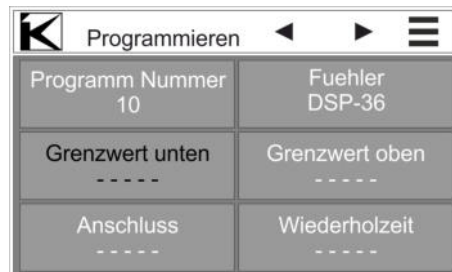 K Programmieren
Programm Nummer
10
Fuehler
DSP-36
Grenzwert unten
- - - - -
Grenzwert oben
- - - - -
Anschluss
- - - - -
Wiederholzeit
- - - - -